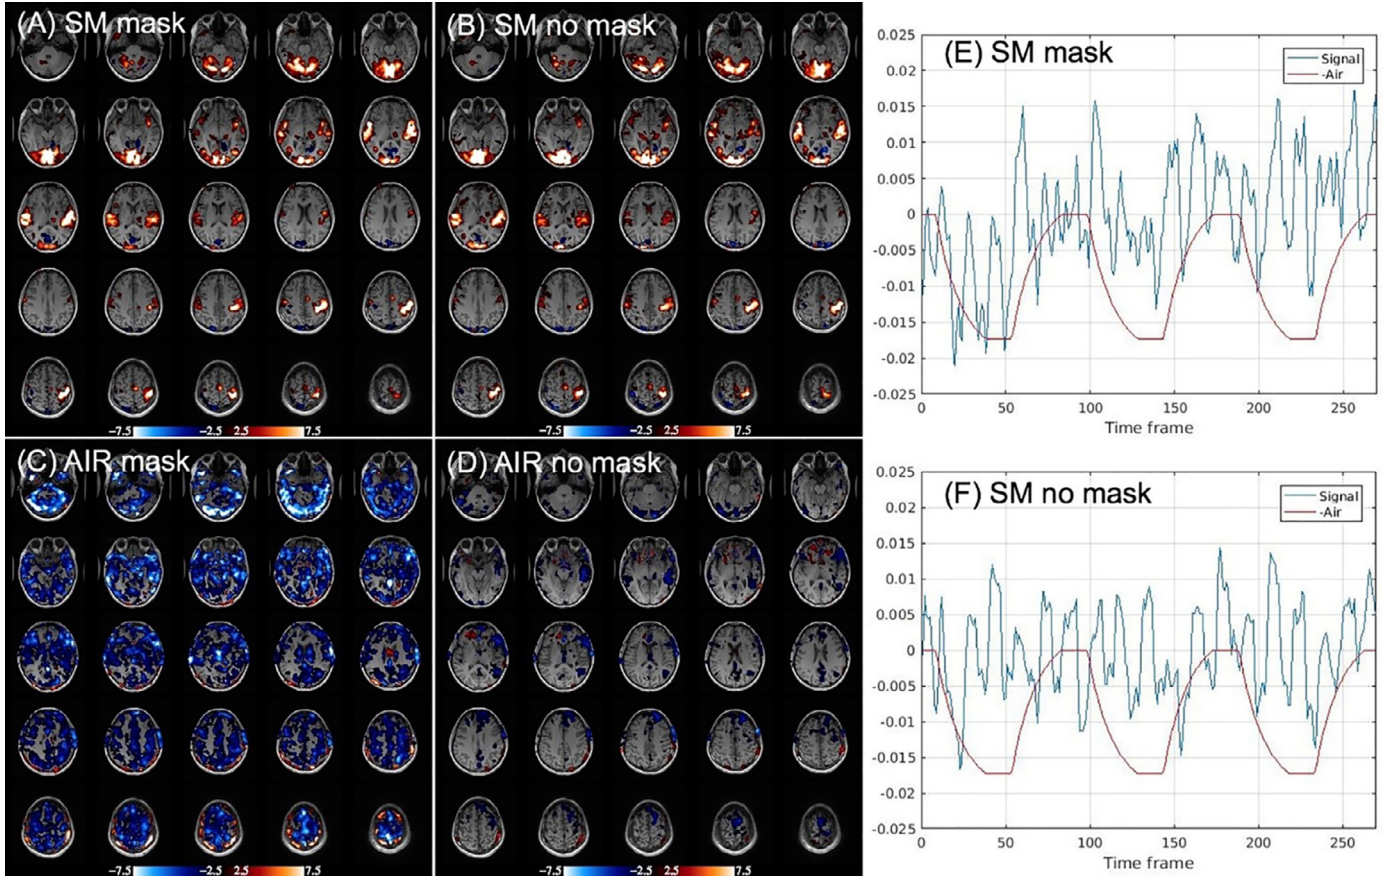 (A) SM mask
(B) SM no mask
-7.5 -2.5 2.5 7.5
-7.5 -2.5 2.5 7.5
(C) AIR mask
(D) AIR no mask
-7.5 -2.5 2.5 7.5
-7.5 -2.5 2.5 7.5
(E) SM mask
Signal
-Air
0.025
0.02
0.015
0.01
0.005
0
-0.005
-0.01
-0.015
-0.02
-0.025
0 50 100 150 200 250
Time frame
(F) SM no mask
Signal
-Air
0.025
0.02
0.015
0.01
0.005
0
-0.005
-0.01
-0.015
-0.02
-0.025
0 50 100 150 200 250
Time frame